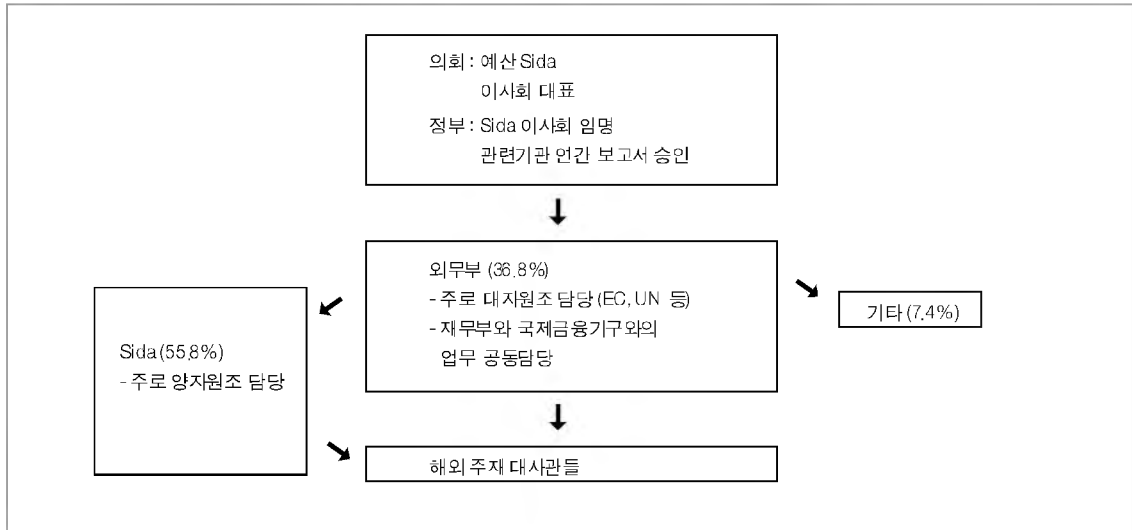 의회 : 예산 Sida
이사회 대표
정부 : Sida 이사회 임명
관련기관 연간 보고서 승인
외무부 (36.8%)
- 주로 대자원조 담당 (EC, UN 등)
- 재무부와 국제금융기구와의
업무 공동담당
기타 (7.4%)
Sida (55.8%)
- 주로 양자원조 담당
해외 주재 대사관들